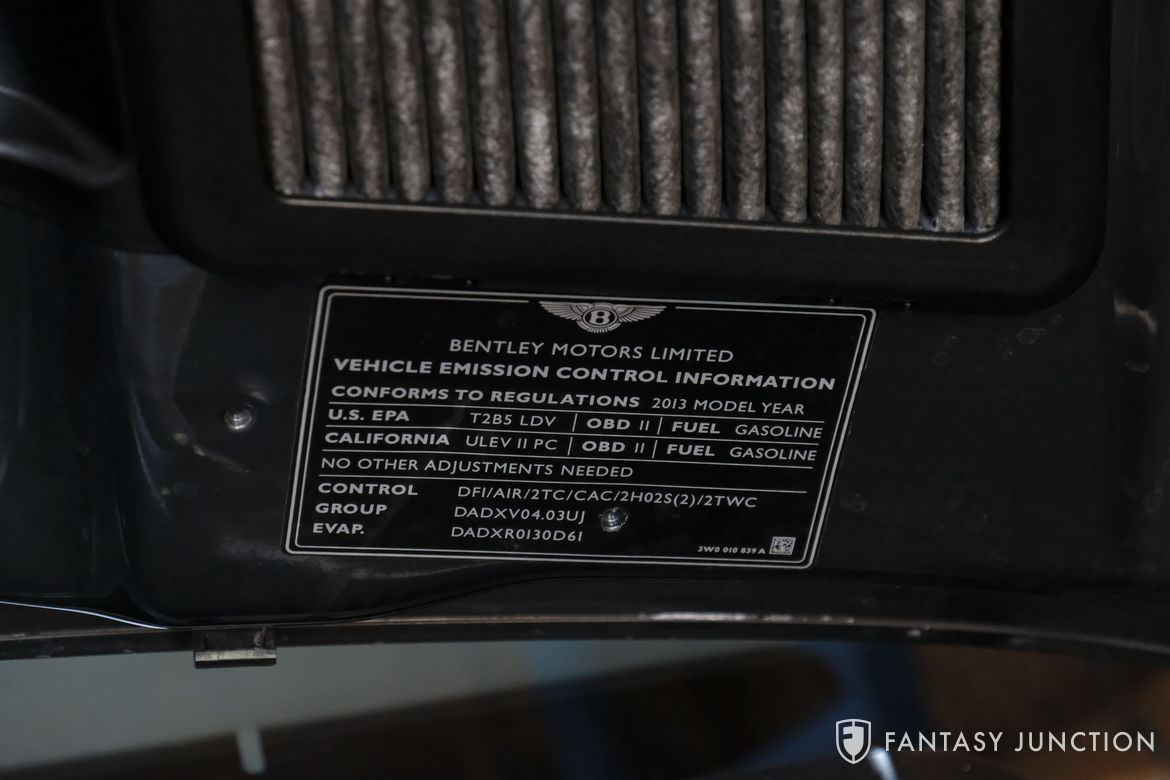 B
BENTLEY MOTORS LIMITED
VEHICLE EMISSION CONTROL INFORMATION
CONFORMS TO REGULATIONS 2013 MODEL YEAR
U.S. EPA T2B5 LDV | OBD II | FUEL GASOLINE
CALIFORNIA ULEV II PC | OBD II | FUEL GASOLINE
NO OTHER ADJUSTMENTS NEEDED
CONTROL DFI/AIR/2TC/CAC/2H02S(2)/2TWC
GROUP DADXV04.03UJ
EVAP. DADXR0130D61
3W0 010 839 A
FANTASY JUNCTION